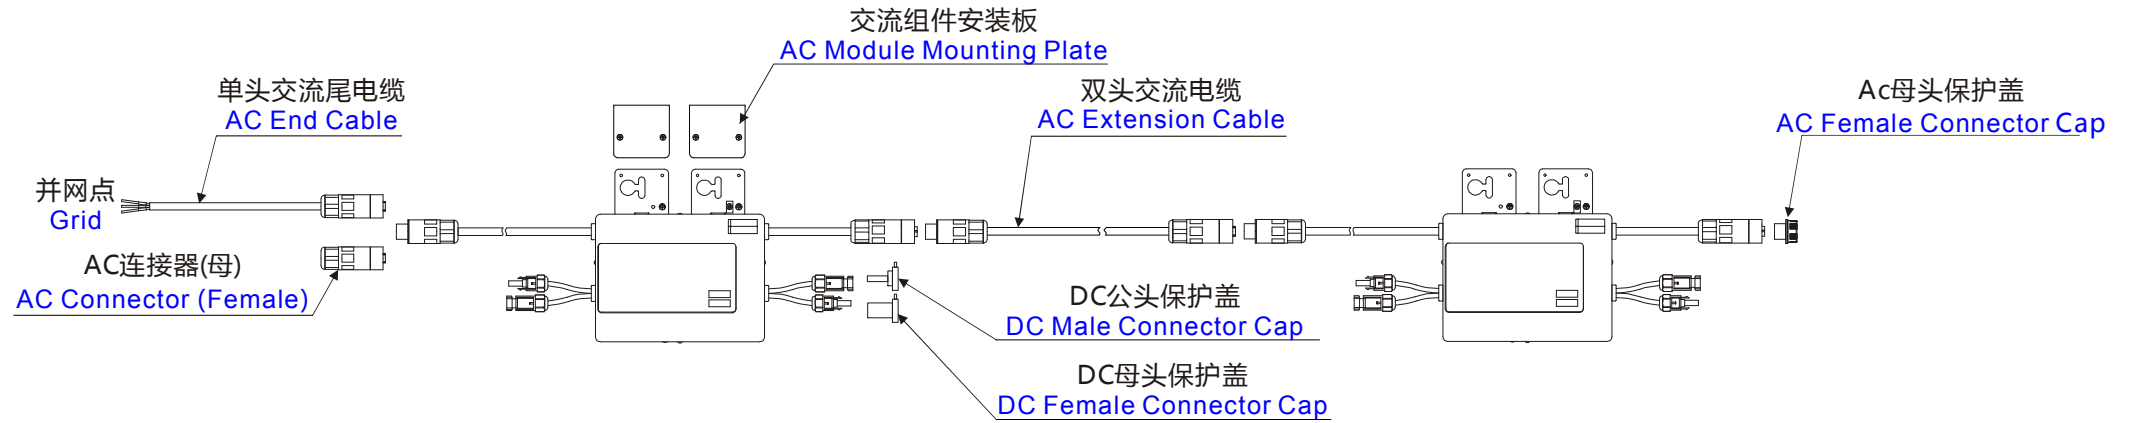 交流组件安装板
AC Module Mounting Plate
单头交流尾电缆
AC End Cable
双头交流电缆
AC Extension Cable
Ac母头保护盖
AC Female Connector Cap
并网点
Grid
AC连接器(母)
AC Connector (Female)
DC公头保护盖
DC Male Connector Cap
DC母头保护盖
DC Female Connector Cap